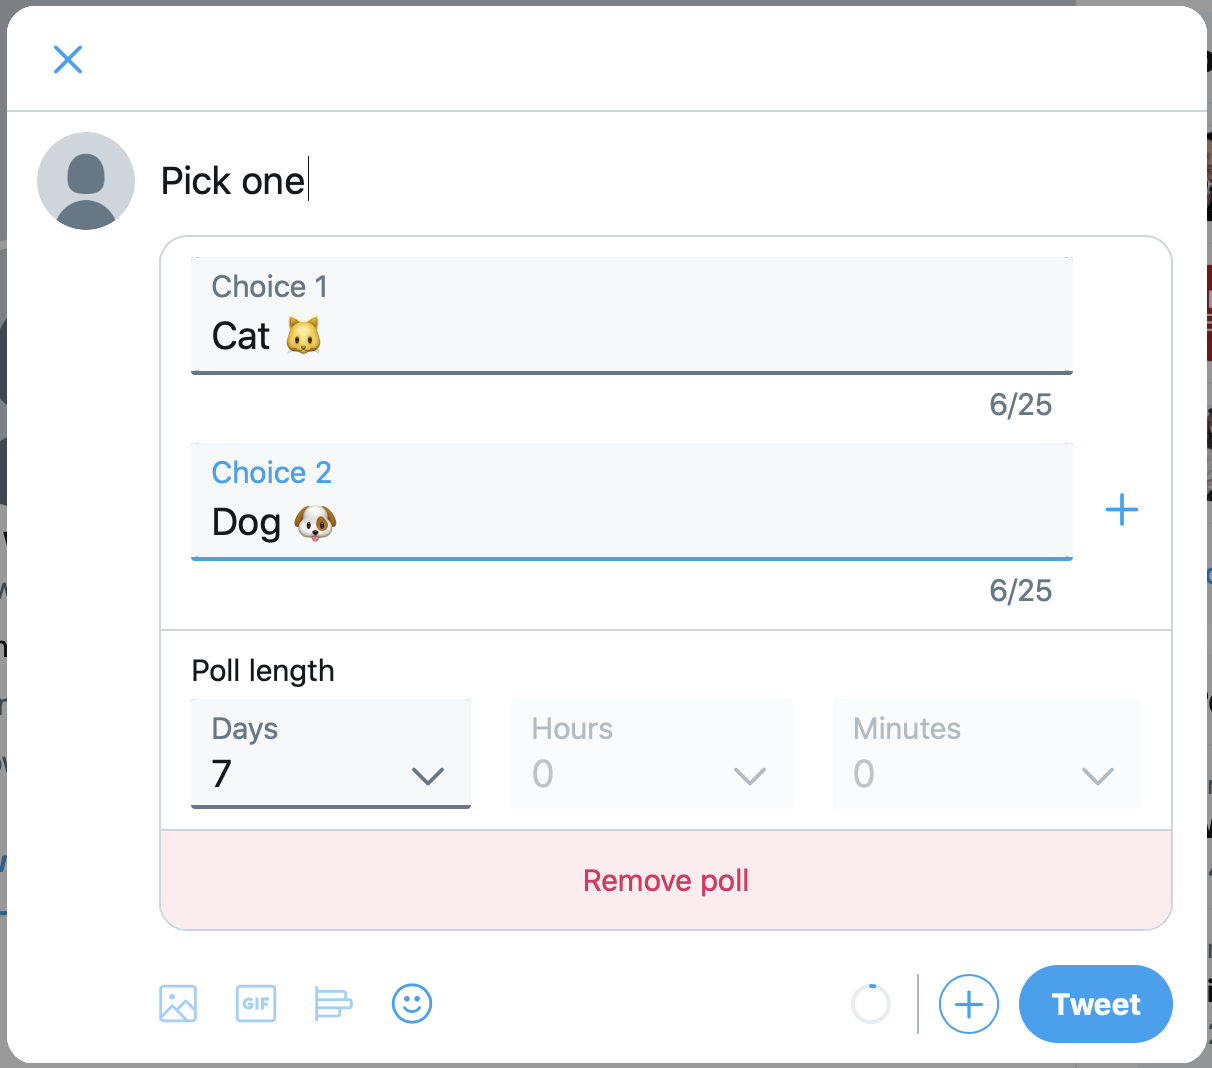 Pick one
Choice 1
Cat 🐱
6/25
Choice 2
Dog 🐶
6/25
Poll length
Days
7
Hours
0
Minutes
0
Remove poll
GIF
Tweet